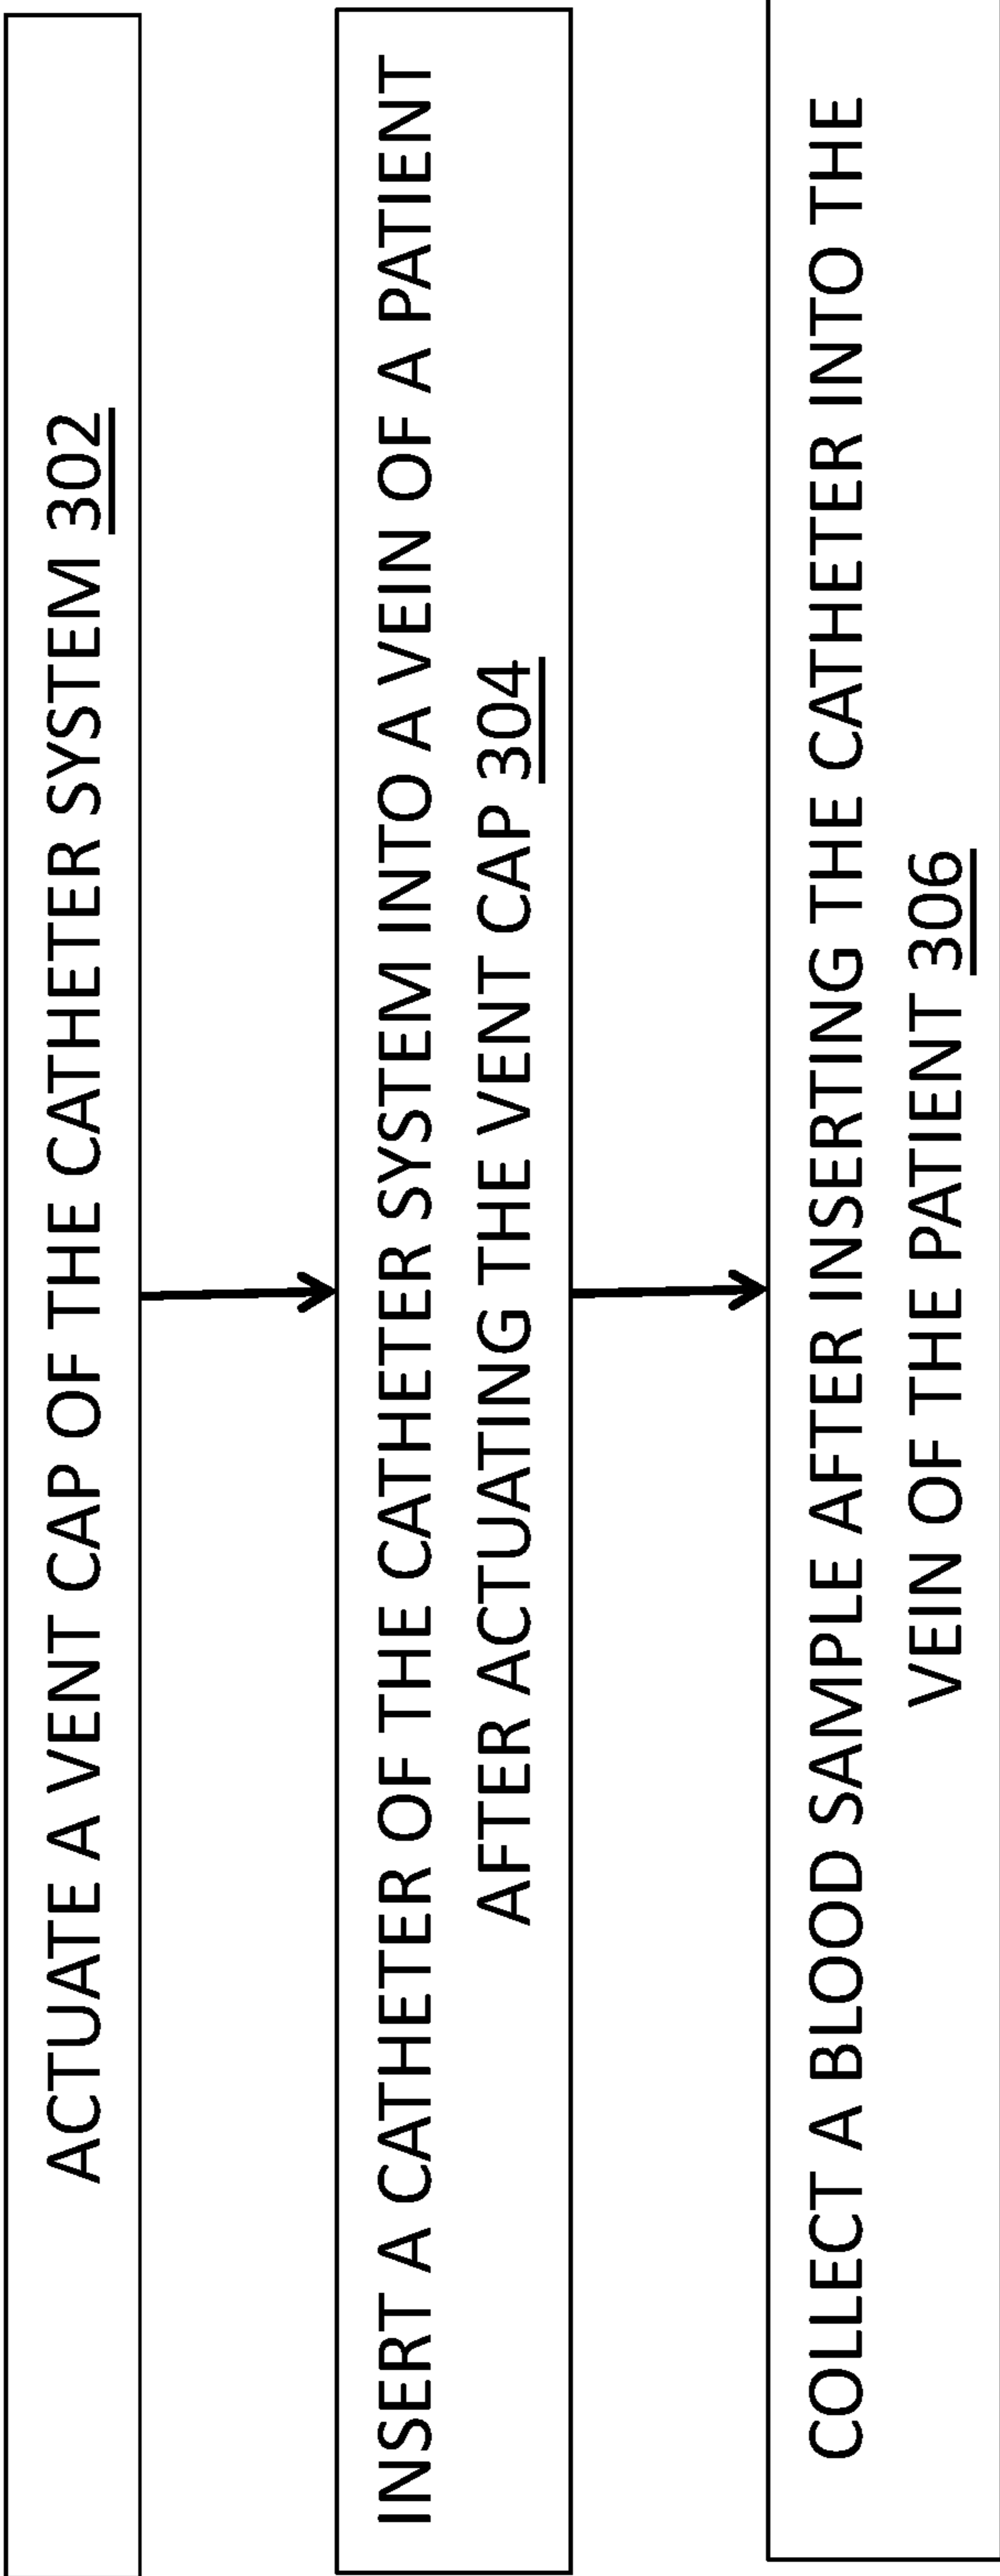 ACTUATE A VENT CAP OF THE CATHETER SYSTEM 302
INSERT A CATHETER OF THE CATHETER SYSTEM INTO A VEIN OF A PATIENT
AFTER ACTUATING THE VENT CAP 304
COLLECT A BLOOD SAMPLE AFTER INSERTING THE CATHETER INTO THE
VEIN OF THE PATIENT 306